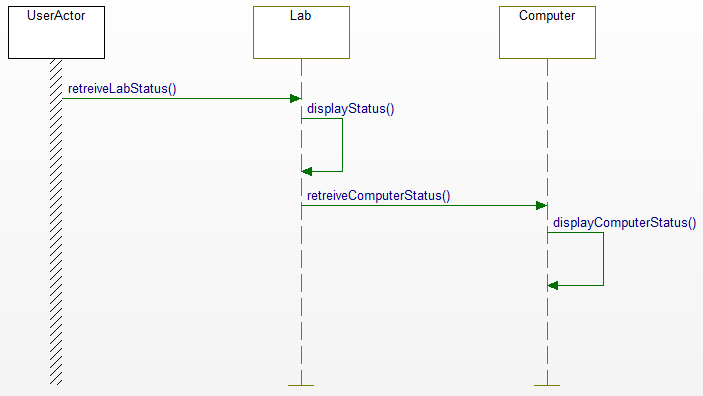 UserActor
Lab
Computer
retreiveLabStatus()
displayStatus()
retreiveComputerStatus()
displayComputerStatus()